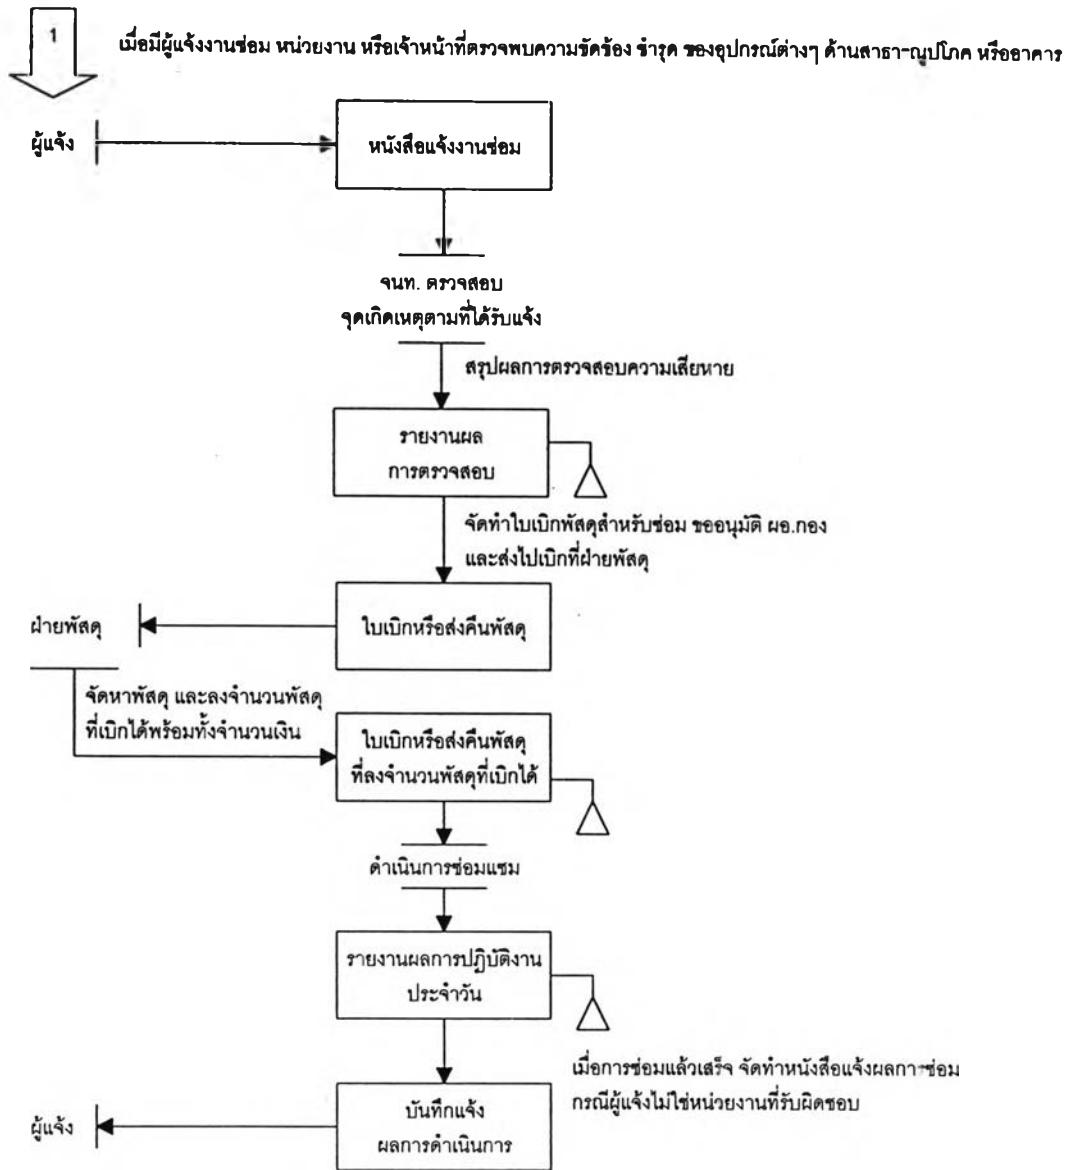 1
เมื่อมีผู้แจ้งงานซ่อม หน่วยงาน หรือเจ้าหน้าที่ตรวจพบความขัดข้อง ชำรุด ของอุปกรณ์ต่างๆ ด้านสาธา-ณูปโภค หรืออาคาร
ผู้แจ้ง
หนังสือแจ้งงานซ่อม
จนท. ตรวจสอบ
จุดเกิดเหตุตามที่ได้รับแจ้ง
สรุปผลการตรวจสอบความเสียหาย
รายงานผล
การตรวจสอบ
จัดทำใบเบิกพัสดุสำหรับซ่อม ขออนุมัติ ผอ.กอง
และส่งไปเบิกที่ฝ่ายพัสดุ
ฝ่ายพัสดุ
ใบเบิกหรือส่งคืนพัสดุ
จัดหาพัสดุ และลงจำนวนพัสดุ
ที่เบิกได้พร้อมทั้งจำนวนเงิน
ใบเบิกหรือส่งคืนพัสดุ
ที่ลงจำนวนพัสดุที่เบิกได้
ดำเนินการซ่อมแซม
รายงานผลการปฏิบัติงาน
ประจำวัน
เมื่อการซ่อมแล้วเสร็จ จัดทำหนังสือแจ้งผลการซ่อม
กรณีผู้แจ้งไม่ใช่หน่วยงานที่รับผิดชอบ
ผู้แจ้ง
บันทึกแจ้ง
ผลการดำเนินการ